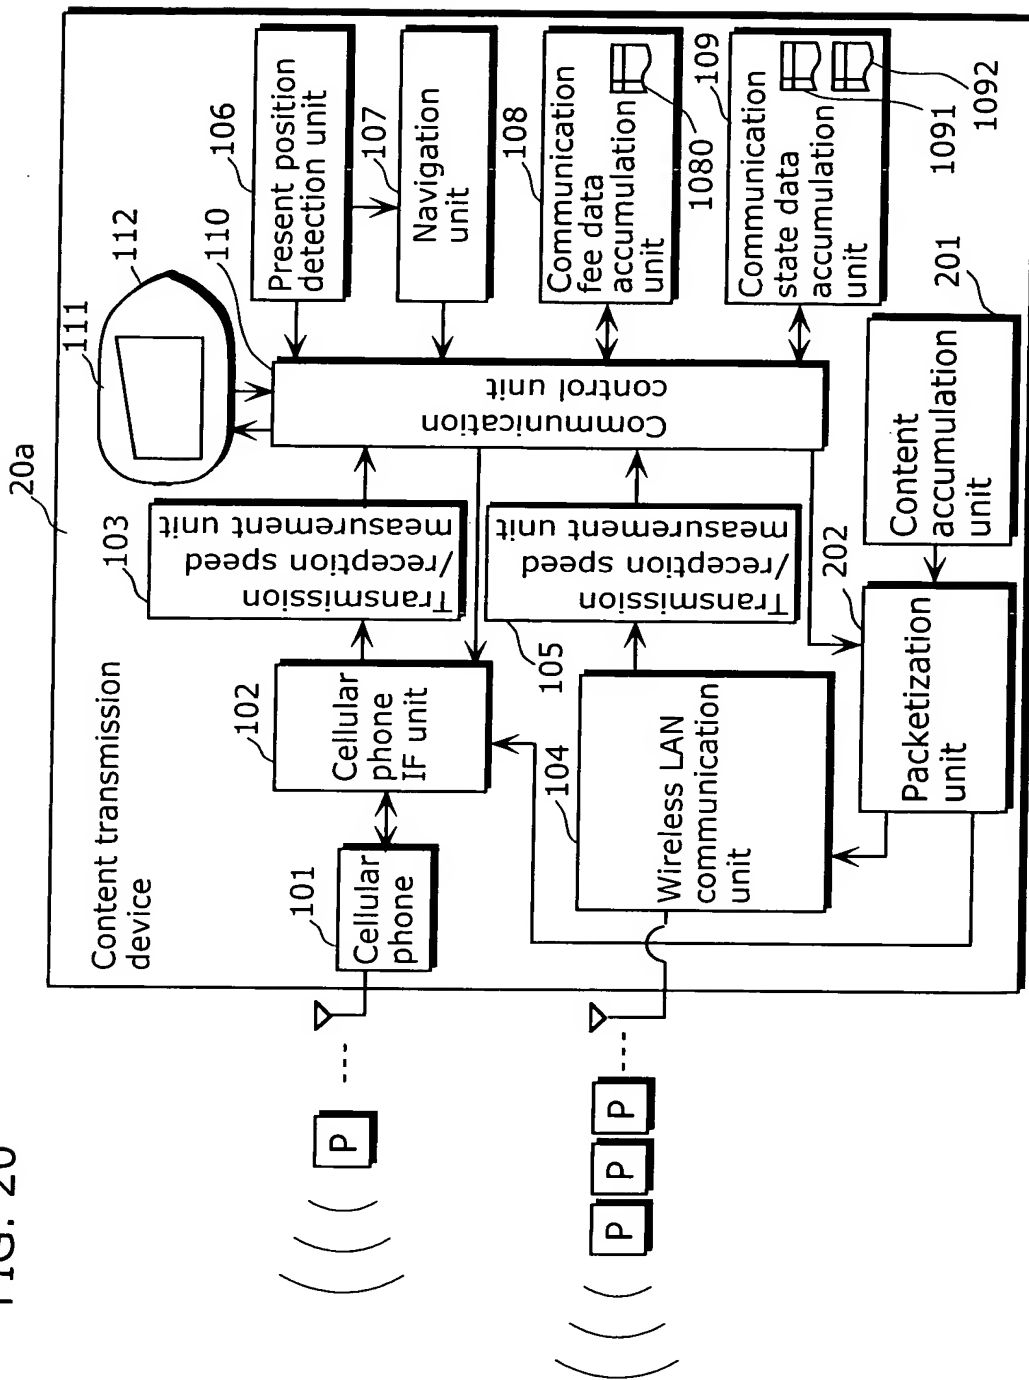 FIG. 20
20a
Content transmission
device
111
112
110
106
Present position
detection unit
107
Navigation
unit
108
Communication
fee data
accumulation
unit
1080
109
Communication
state data
accumulation
unit
1091
1092
103
Transmission
/reception speed
measurement unit
Communication
control unit
105
Transmission
/reception speed
measurement unit
102
Cellular
phone
IF unit
101
Cellular
phone
104
Wireless LAN
communication
unit
201
Content
accumulation
unit
202
Packetization
unit
P
P
P
P